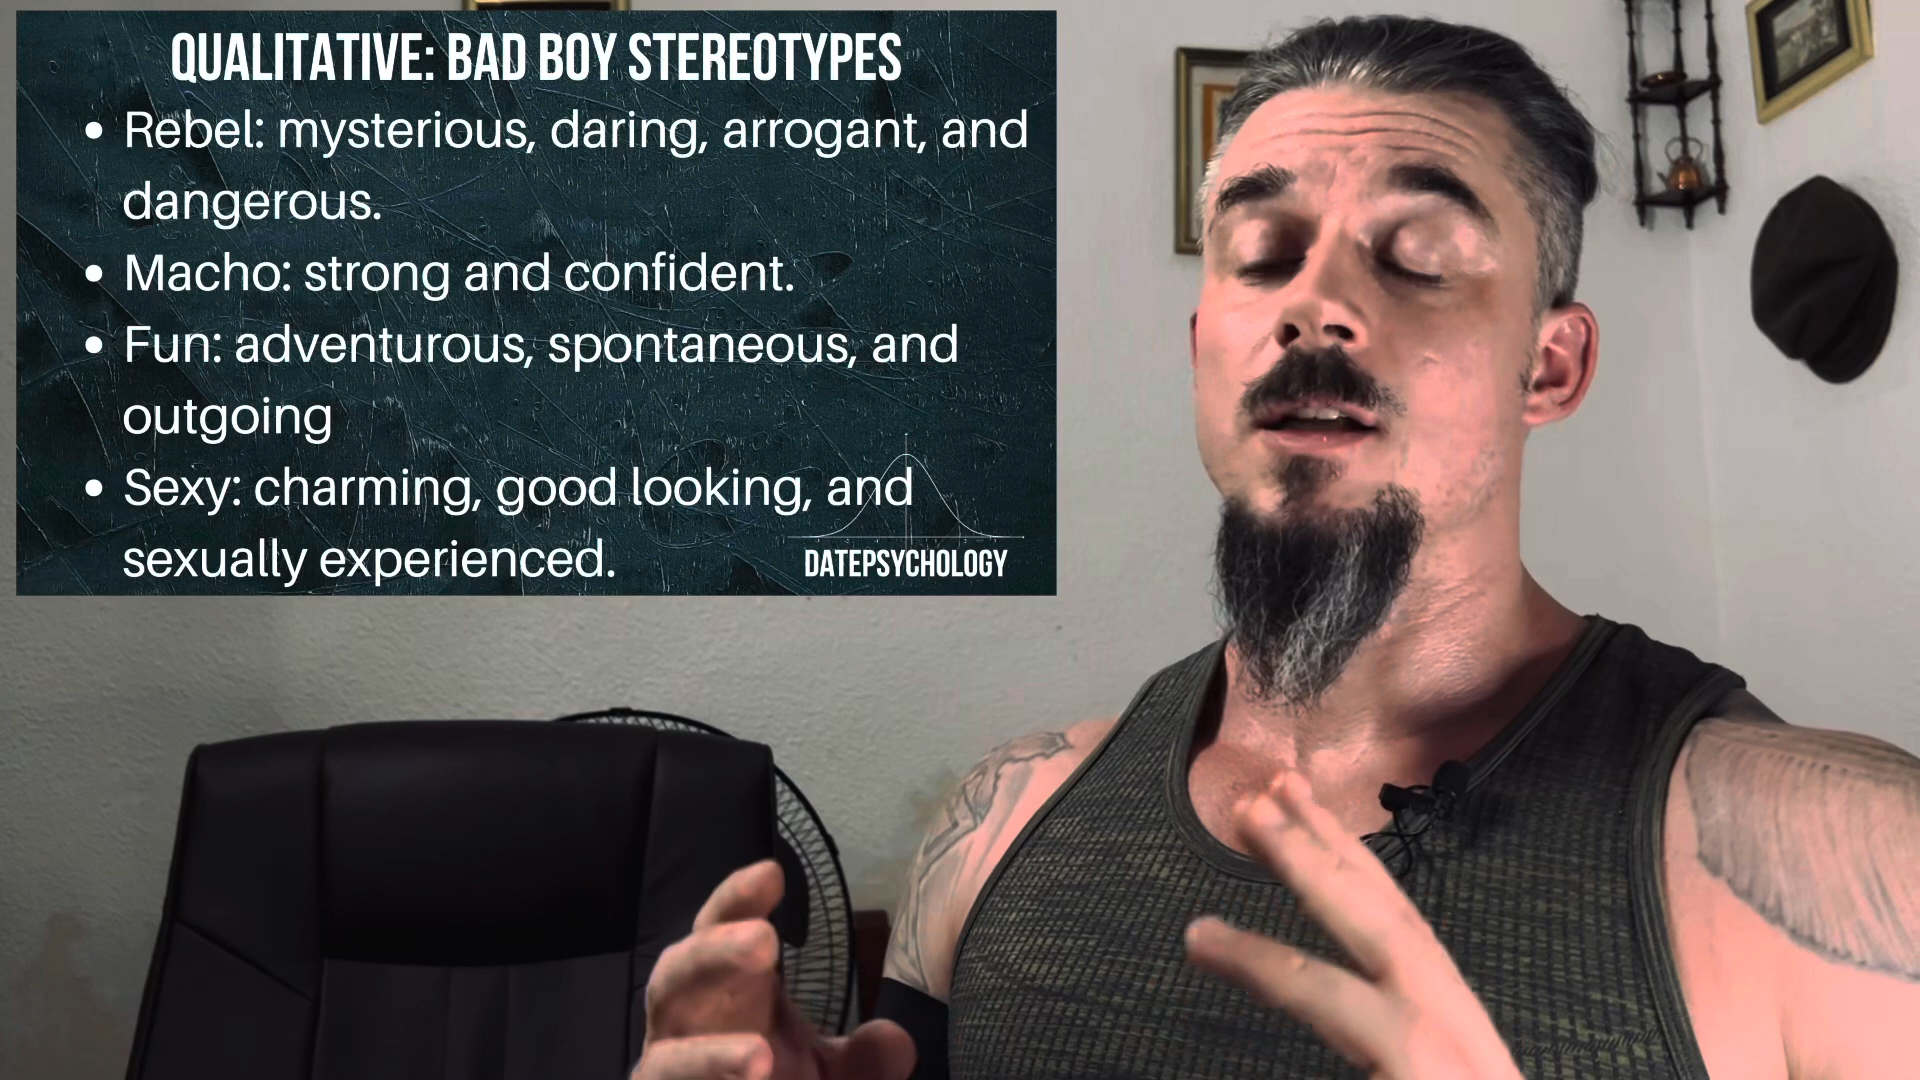 QUALITATIVE: BAD BOY STEREOTYPES
• Rebel: mysterious, daring, arrogant, and
dangerous.
• Macho: strong and confident.
• Fun: adventurous, spontaneous, and
outgoing
• Sexy: charming, good looking, and
sexually experienced.
DATEPSYCHOLOGY